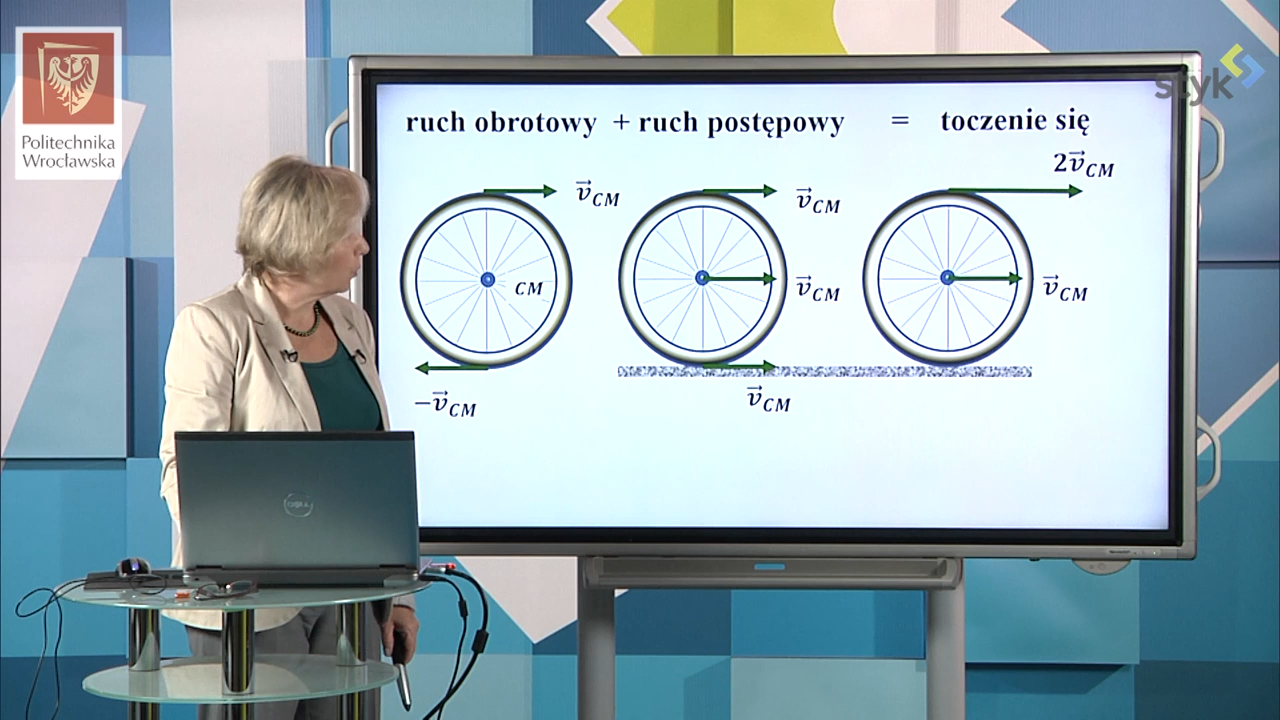 Politechnika
Wrocławska
styk
ruch obrotowy + ruch postępowy = toczenie się
2v⃗CM
v⃗CM
v⃗CM
CM
v⃗CM
v⃗CM
−v⃗CM
v⃗CM
DELL